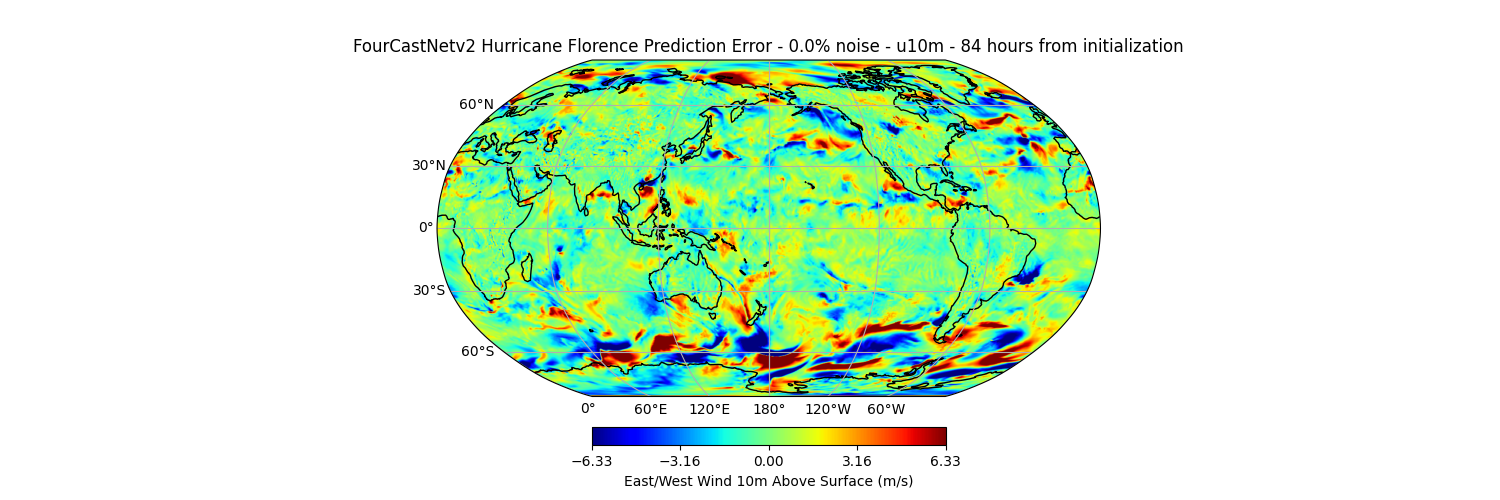 FourCastNetv2 Hurricane Florence Prediction Error - 0.0% noise - u10m - 84 hours from initialization
60°N
30°N
0°
30°S
60°S
0° 60°E 120°E 180° 120°W 60°W
−6.33 −3.16 0.00 3.16 6.33
East/West Wind 10m Above Surface (m/s)